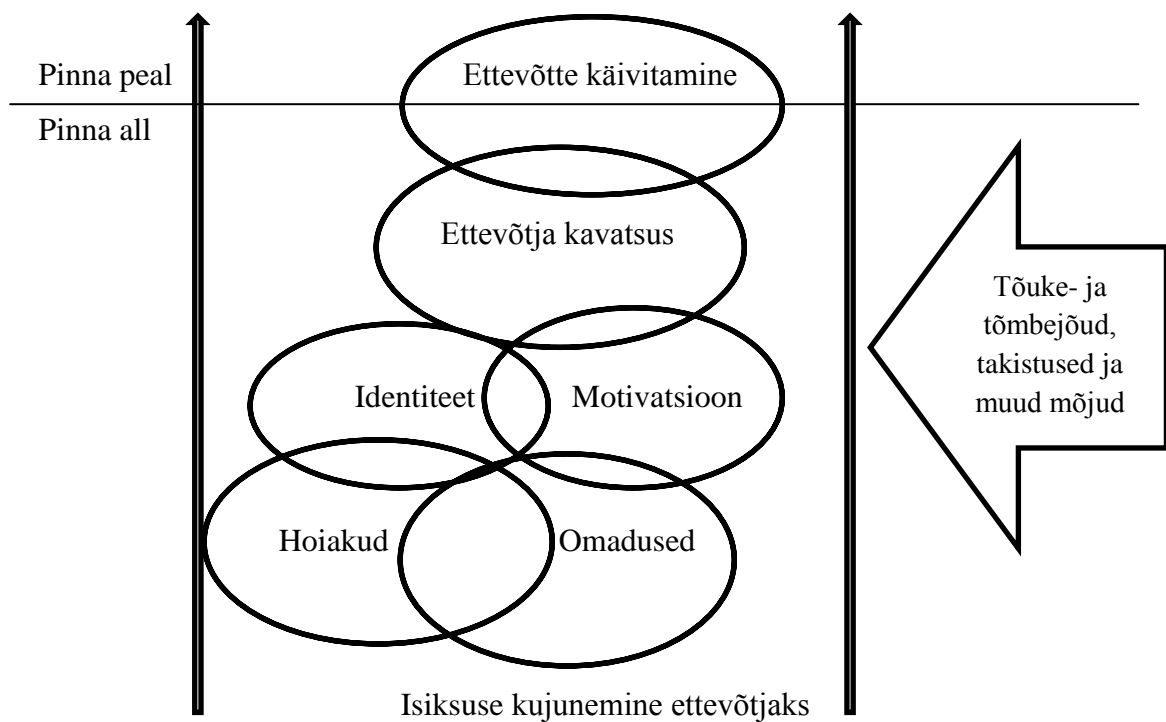 Pinna peal
Ettevõtte käivitamine
Pinna all
Ettevõtja kavatsus
Tõuke- ja
tõmbejõud,
takistused ja
muud mõjud
Identiteet
Motivatsioon
Hoiakud
Omadused
Isiksuse kujunemine ettevõtjaks